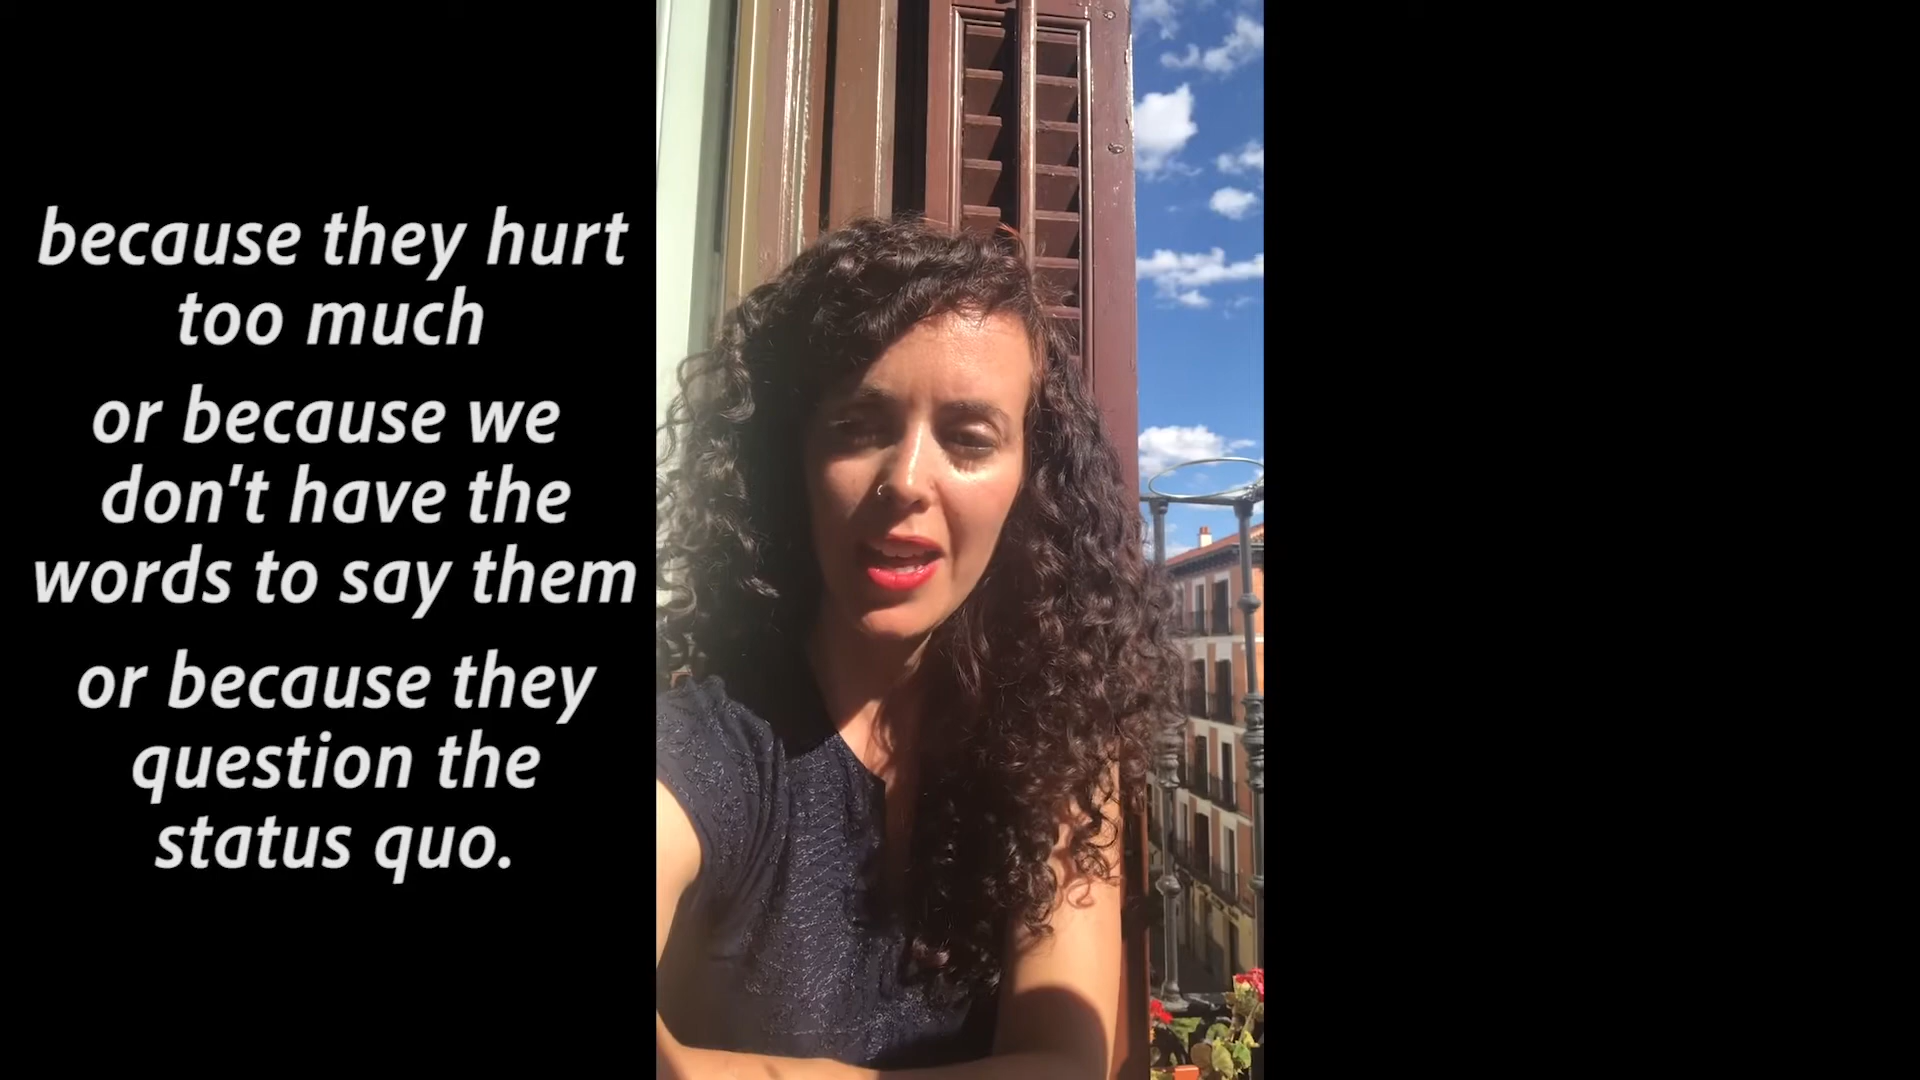 because they hurt
too much
or because we
don't have the
words to say them
or because they
question the
status quo.